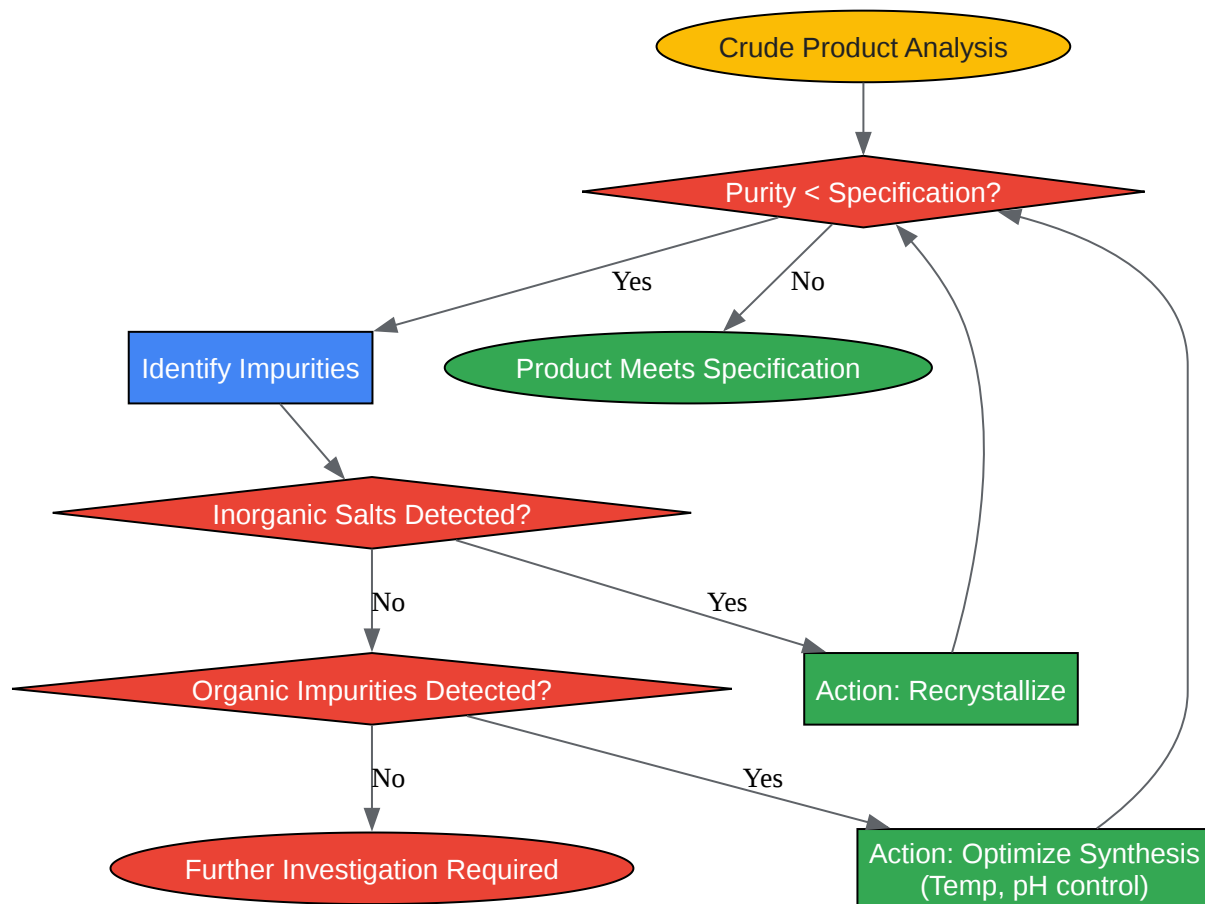 Crude Product Analysis
Purity < Specification?
Yes
No
Identify Impurities
Product Meets Specification
Inorganic Salts Detected?
No
Yes
Organic Impurities Detected?
Action: Recrystallize
No
Yes
Further Investigation Required
Action: Optimize Synthesis
(Temp, pH control)